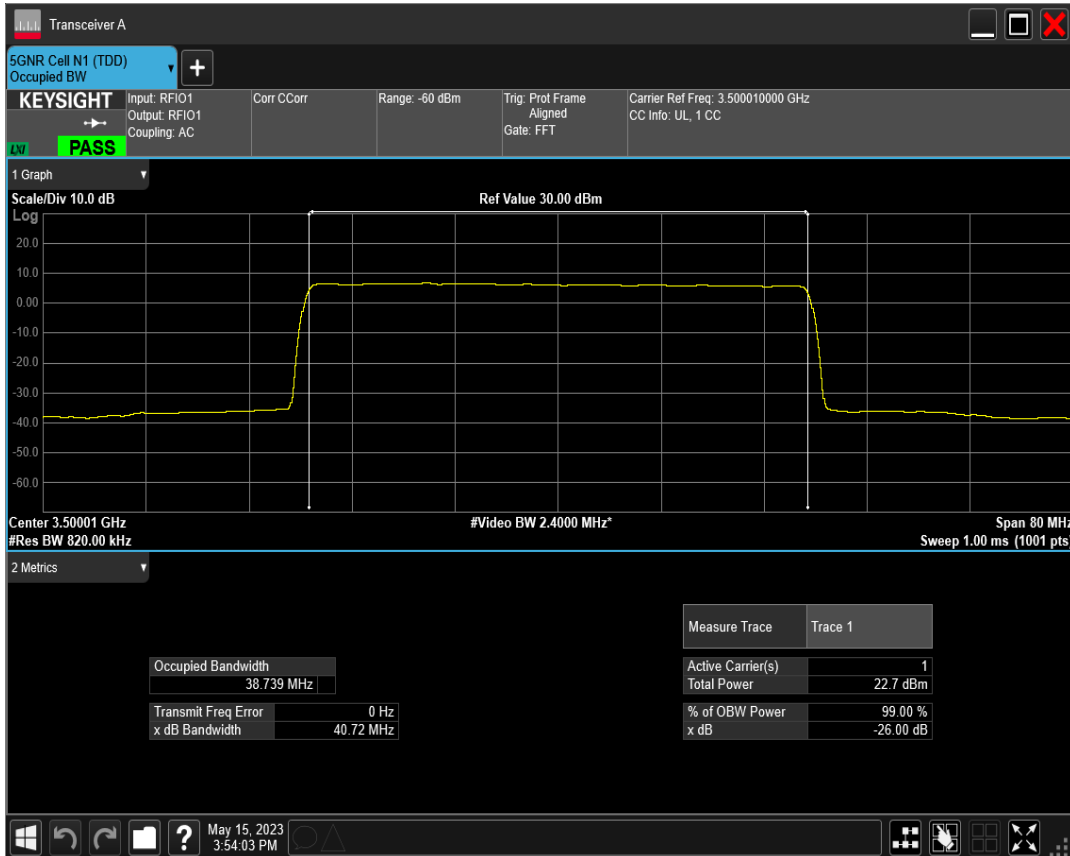 Transceiver A
5GNR Cell N1 (TDD)
Occupied BW
+
KEYSIGHT
LXI
PASS
Input: RFIO1
Output: RFIO1
Coupling: AC
Corr CCorr
Range: -60 dBm
Trig: Prot Frame
Aligned
Gate: FFT
Carrier Ref Freq: 3.500010000 GHz
CC Info: UL, 1 CC
1 Graph
Scale/Div 10.0 dB
Ref Value 30.00 dBm
Log
20.0
10.0
0.00
-10.0
-20.0
-30.0
-40.0
-50.0
-60.0
Center 3.50001 GHz
#Video BW 2.4000 MHz*
Span 80 MHz
#Res BW 820.00 kHz
Sweep 1.00 ms (1001 pts)
2 Metrics
Measure Trace Trace 1
Occupied Bandwidth
38.739 MHz
Active Carrier(s) 1
Total Power 22.7 dBm
Transmit Freq Error 0 Hz
x dB Bandwidth 40.72 MHz
% of OBW Power 99.00 %
x dB -26.00 dB
?
May 15, 2023
3:54:03 PM